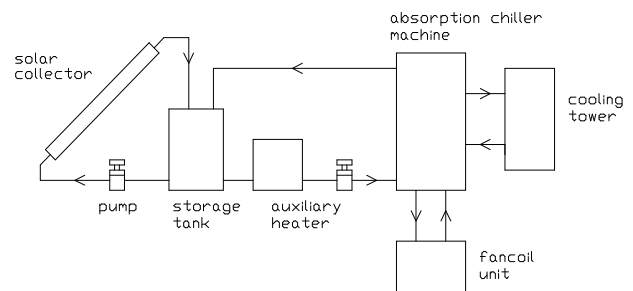 absorption chiller
machine
solar
collector
cooling
tower
pump
storage
tank
auxiliary
heater
fancoil
unit